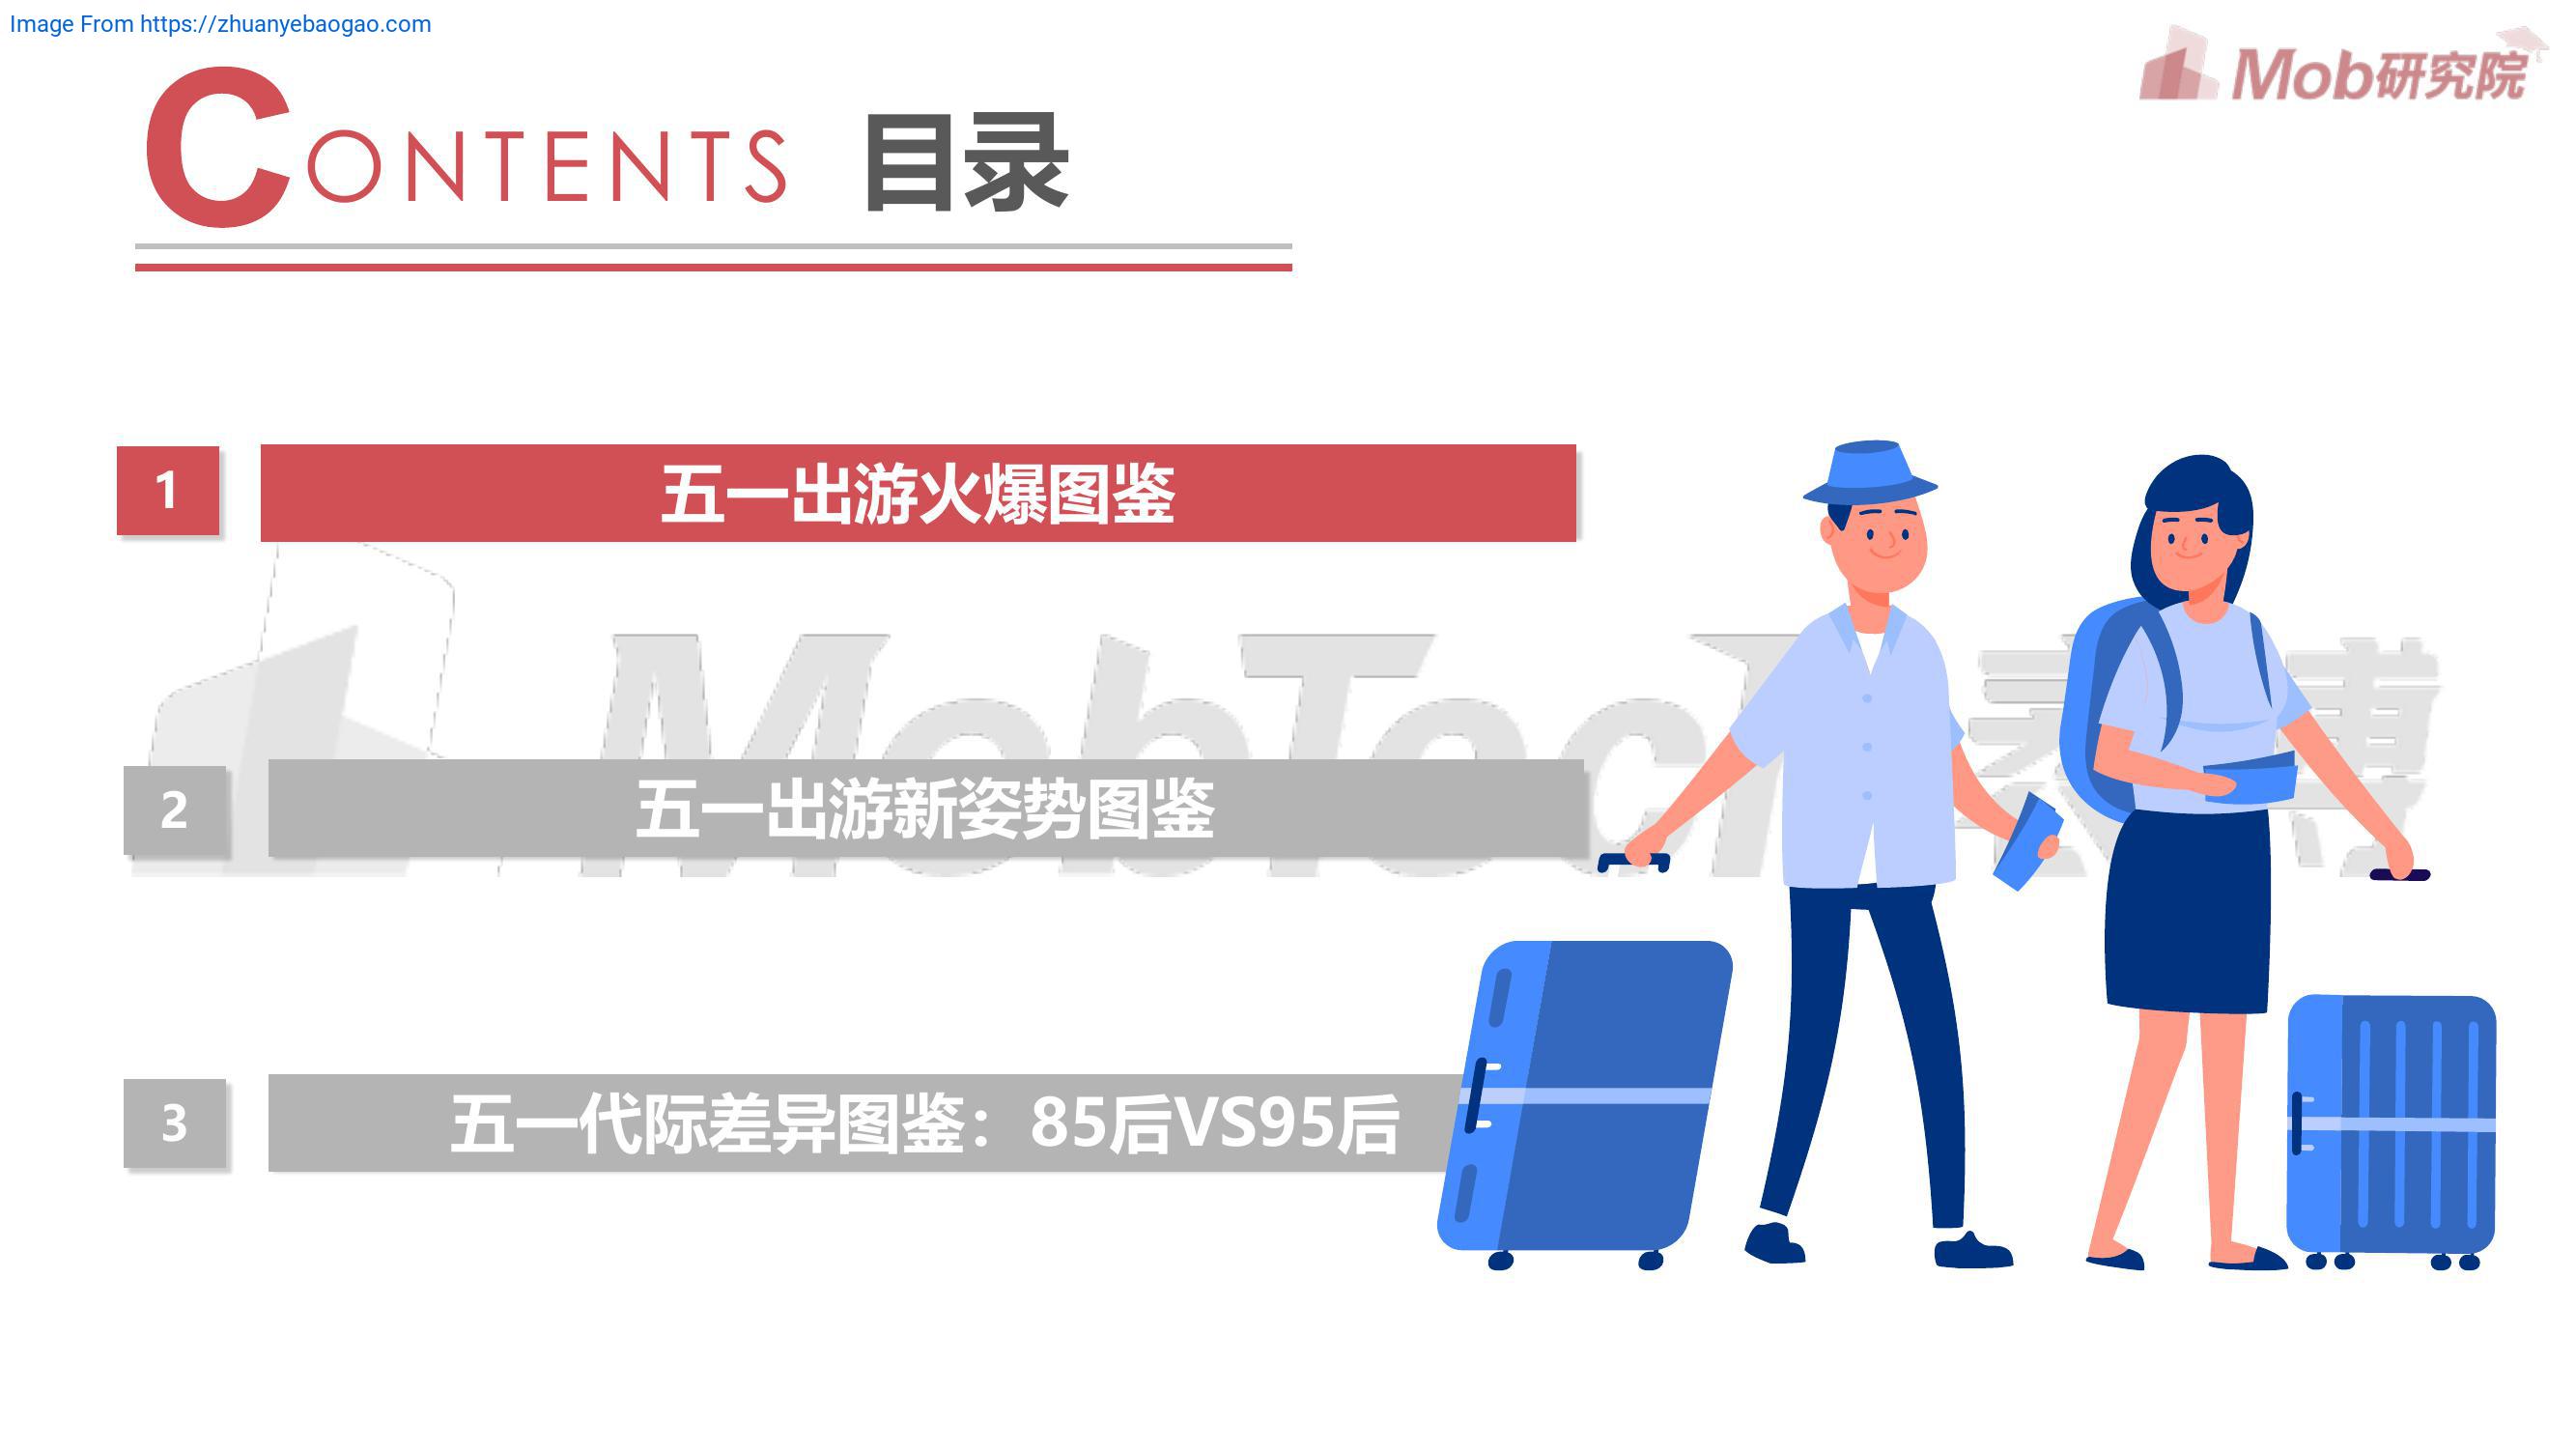 Image From https://zhuanyebaogao.com
Mob研究院
CONTENTS 目录
1 五一出游火爆图鉴
2 五一出游新姿势图鉴
3 五一代际差异图鉴：85后VS95后